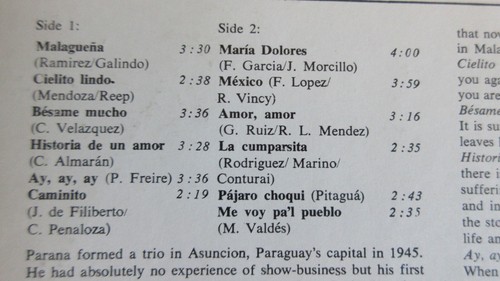 Side 1:
Malagueña 3:30
(Ramirez/Galindo)
Cielito lindo. 2:38
(Mendoza/Reep)
Bésame mucho 3:36
(C. Velazquez)
Historia de un amor 3:28
(C. Almarán)
Ay, ay, ay (P. Freire) 3:36
Caminito 2:19
(J. de Filiberto/
C. Penaloza)
Side 2:
María Dolores 4:00
(F. Garcia/J. Morcillo)
México (F. Lopez/ 3:59
R. Vincy)
Amor, amor 3:16
(G. Ruiz/R. L. Mendez)
La cumparsita 2:35
(Rodriguez/Marino/
Conturai)
Pájaro choqui (Pitaguá) 2:43
Me voy pa'l pueblo 2:35
(M. Valdés)
Parana formed a trio in Asuncion, Paraguay's capital in 1945.
He had absolutely no experience of show-business but his first
that now
in Mala
Cielito
you aga
you are
Bésame
It is su
leaves i
Historia
there i
sufferin
and in
the sto
life an
Ay, ay
When